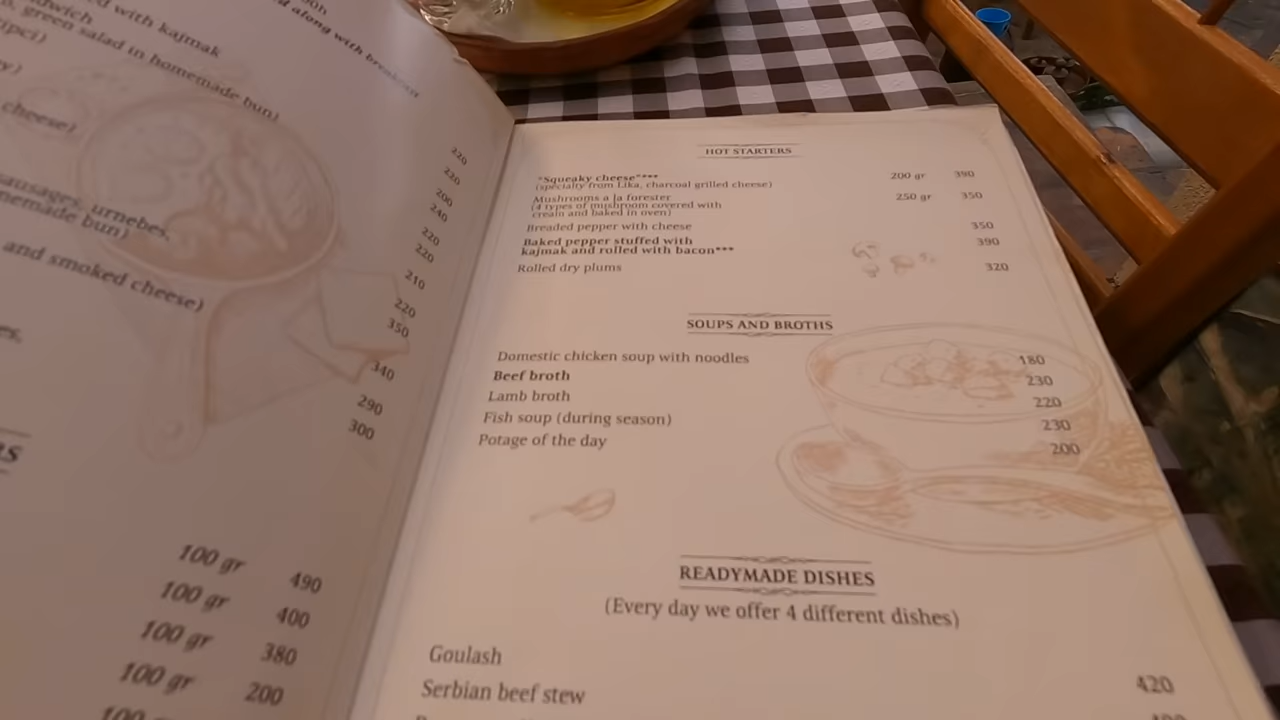 along with breakfast
with kajmak
green salad in homemade bun)
cheese)
sausages, urnebes,
homemade bun)
and smoked cheese)
220
220
200
240
220
220
210
220
350
340
290
300
100 gr 490
100 gr 400
100 gr 380
100 gr 200
100
HOT STARTERS
"Squeaky cheese"*** 200 gr 390
(specialty from Lika, charcoal grilled cheese)
Mushrooms a la forester 250 gr 350
(4 types of mushroom covered with
cream and baked in oven)
Breaded pepper with cheese 350
Baked pepper stuffed with 390
kajmak and rolled with bacon***
Rolled dry plums 320
SOUPS AND BROTHS
Domestic chicken soup with noodles 180
Beef broth 230
Lamb broth 220
Fish soup (during season) 230
Potage of the day 200
READYMADE DISHES
(Every day we offer 4 different dishes)
Goulash 420
Serbian beef stew